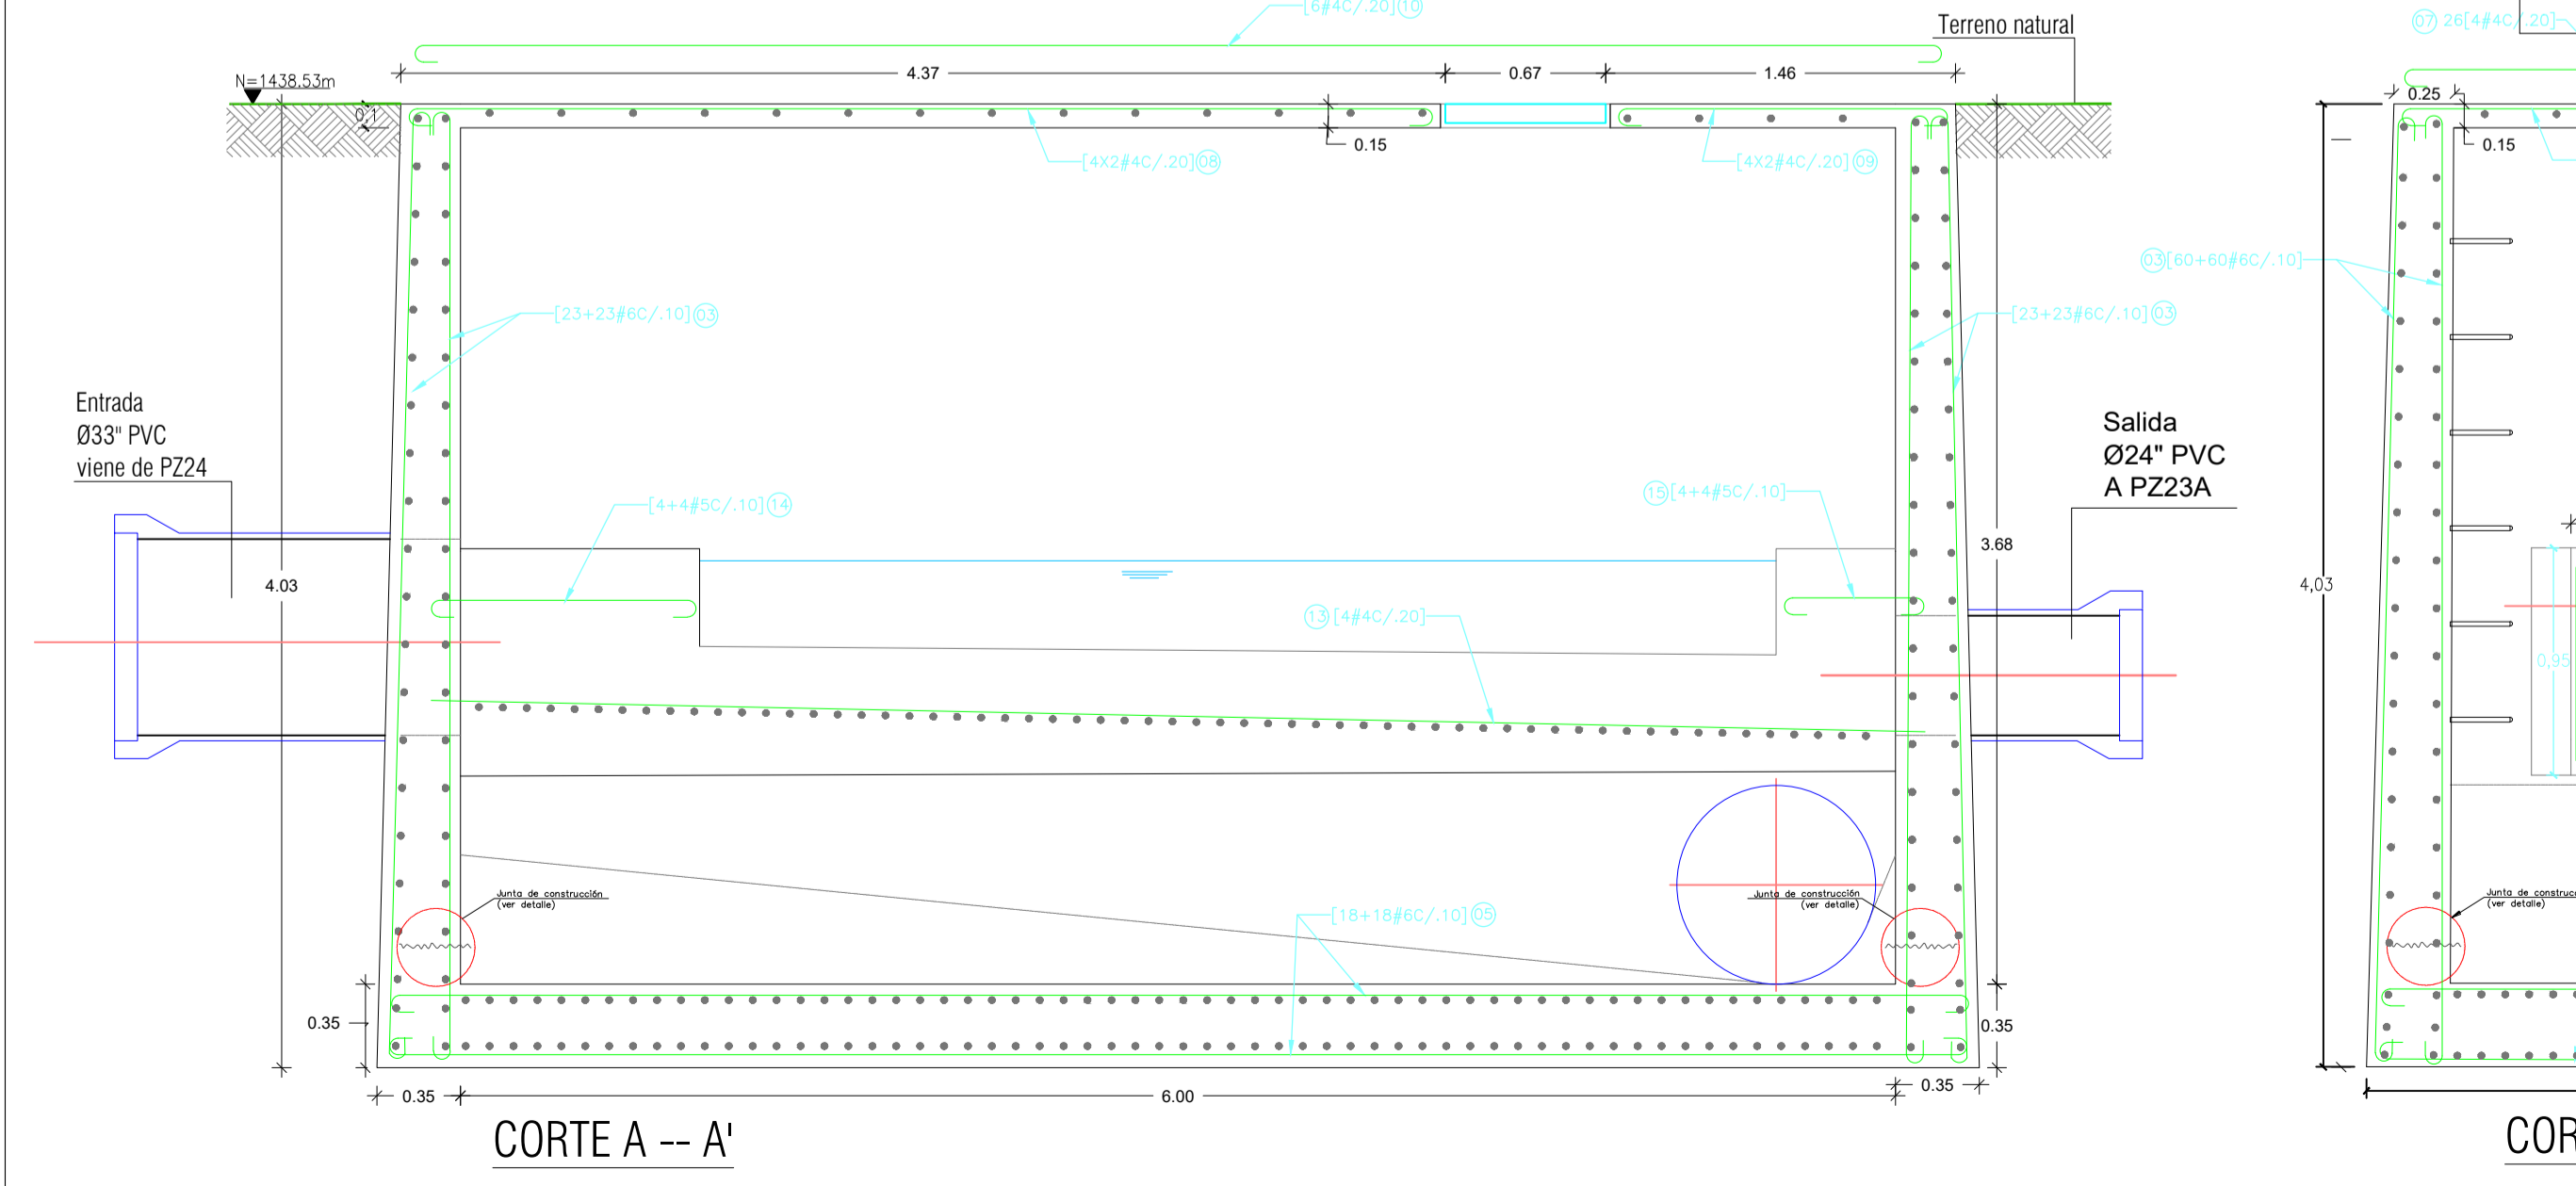 [6#4C/.20](10)
Terreno natural
(07) 26[4#4C/.20]
N=1438.53m
4.37
0.67
1.46
0.25
0,1
0.15
0.15
[4X2#4C/.20](08)
[4X2#4C/.20](09)
(03)[60+60#6C/.10]
[23+23#6C/.10](03)
[23+23#6C/.10](03)
Entrada
Ø33" PVC
viene de PZ24
Salida
Ø24" PVC
A PZ23A
[4+4#5C/.10](14)
(15)[4+4#5C/.10]
3.68
4.03
4,03
(13)[4#4C/.20]
0,95
Junta de construcción
(ver detalle)
Junta de construcción
(ver detalle)
Junta de construcc
(ver detalle)
[18+18#6C/.10](05)
0.35
0.35
0.35
6.00
0.35
CORTE A -- A'
COR